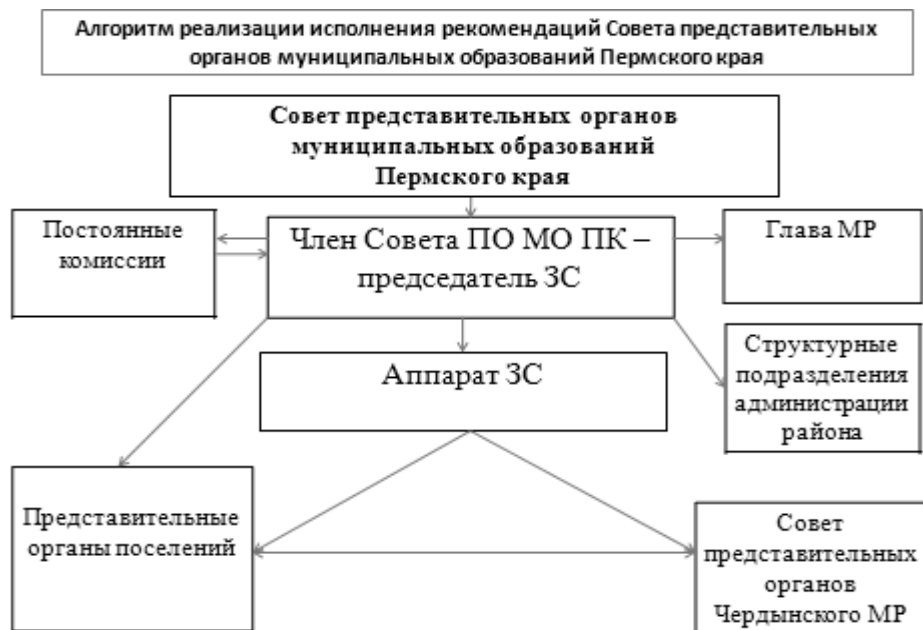 Алгоритм реализации исполнения рекомендаций Совета представительных
органов муниципальных образований Пермского края
Совет представительных органов
муниципальных образований
Пермского края
Постоянные
комиссии
Член Совета ПО МО ПК –
председатель ЗС
Глава МР
Аппарат ЗС
Структурные
подразделения
администрации
района
Представительные
органы поселений
Совет
представительных
органов
Чердынского МР